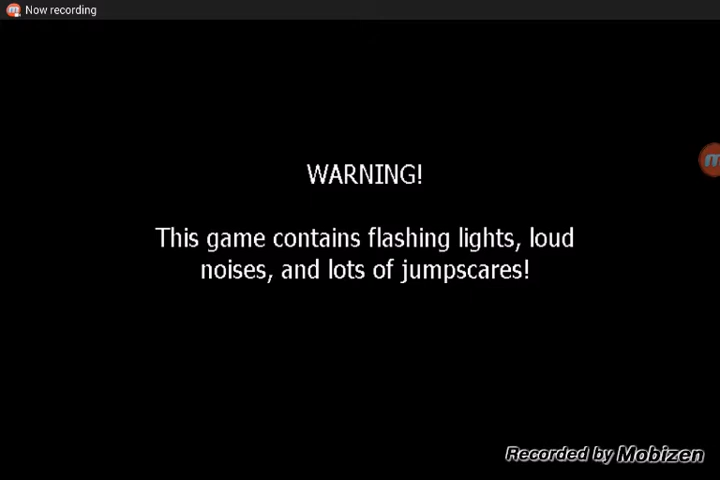 Now recording
WARNING!
This game contains flashing lights, loud
noises, and lots of jumpscares!
Recorded by Mobizen